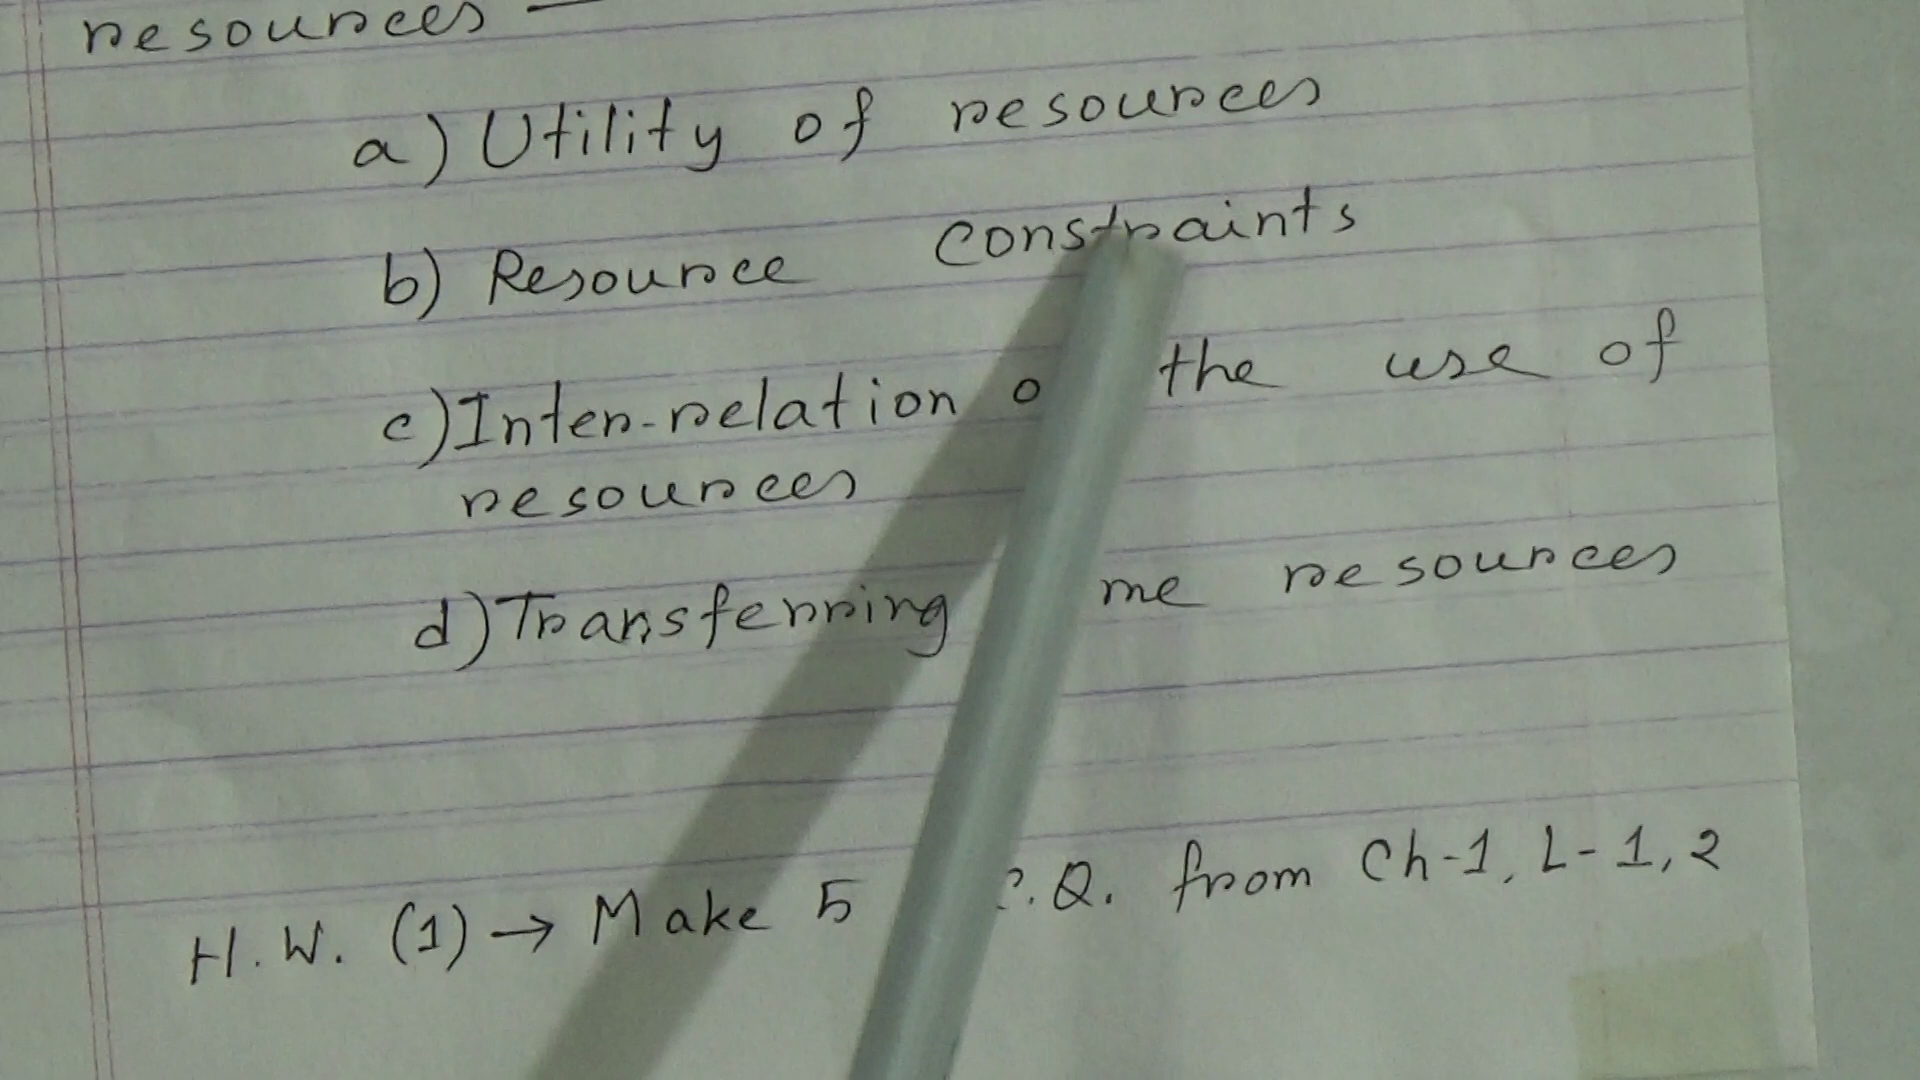 resources —
a) Utility of resources
b) Resource constraints
c) Inter-relation the use of
resources
d) Transferring resources
H.W. (1) → Make 5 Q. from Ch-1, L-1,2